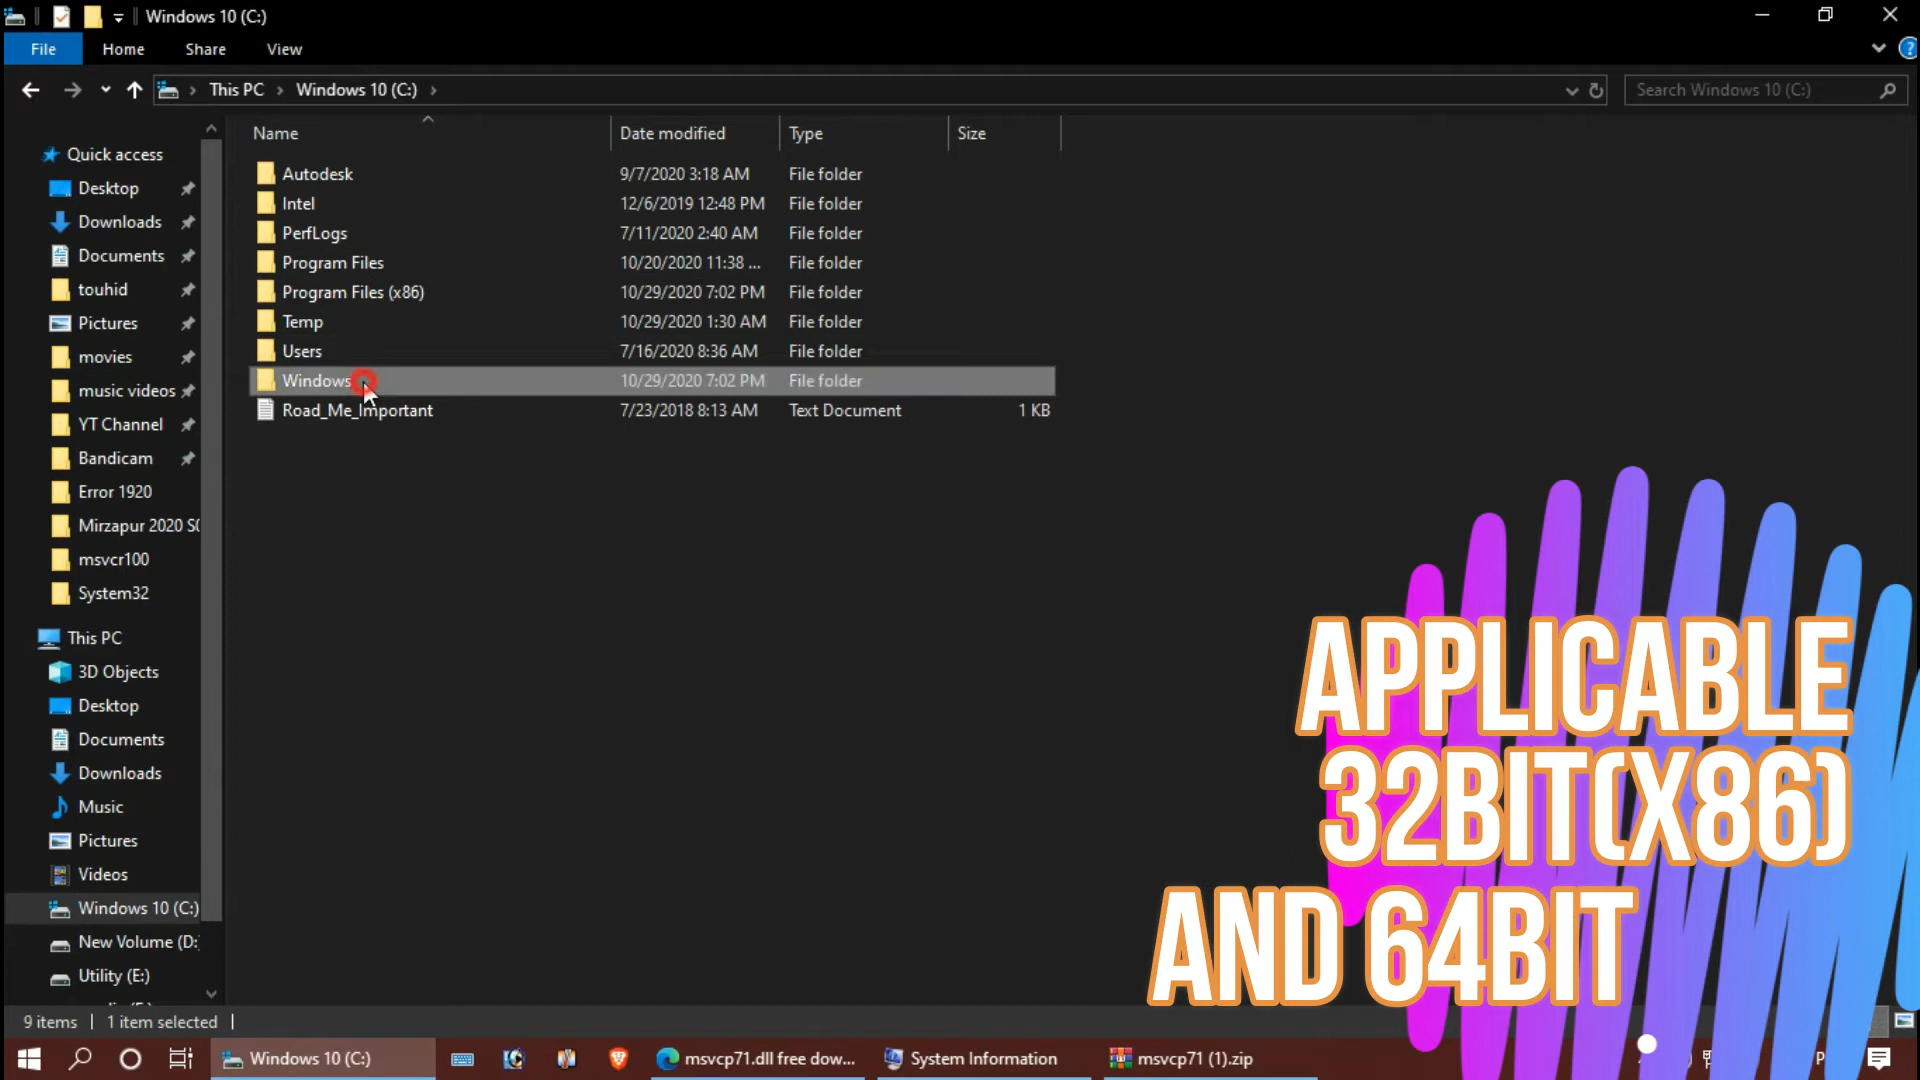 Windows 10 (C:)
File Home Share View
This PC Windows 10 (C:) Search Windows 10 (C:)
Name Date modified Type Size
Quick access
Desktop
Downloads
Documents
touhid
Pictures
movies
music videos
YT Channel
Bandicam
Error 1920
Mirzapur 2020 S
msvcr100
System32
This PC
3D Objects
Desktop
Documents
Downloads
Music
Pictures
Videos
Windows 10 (C:)
New Volume (D:
Utility (E:)
Autodesk 9/7/2020 3:18 AM File folder
Intel 12/6/2019 12:48 PM File folder
PerfLogs 7/11/2020 2:40 AM File folder
Program Files 10/20/2020 11:38 ... File folder
Program Files (x86) 10/29/2020 7:02 PM File folder
Temp 10/29/2020 1:30 AM File folder
Users 7/16/2020 8:36 AM File folder
Windows 10/29/2020 7:02 PM File folder
Road_Me_Important 7/23/2018 8:13 AM Text Document 1 KB
APPLICABLE
32BIT(X86)
AND 64BIT
9 items 1 item selected
Windows 10 (C:) msvcp71.dll free dow... System Information msvcp71 (1).zip